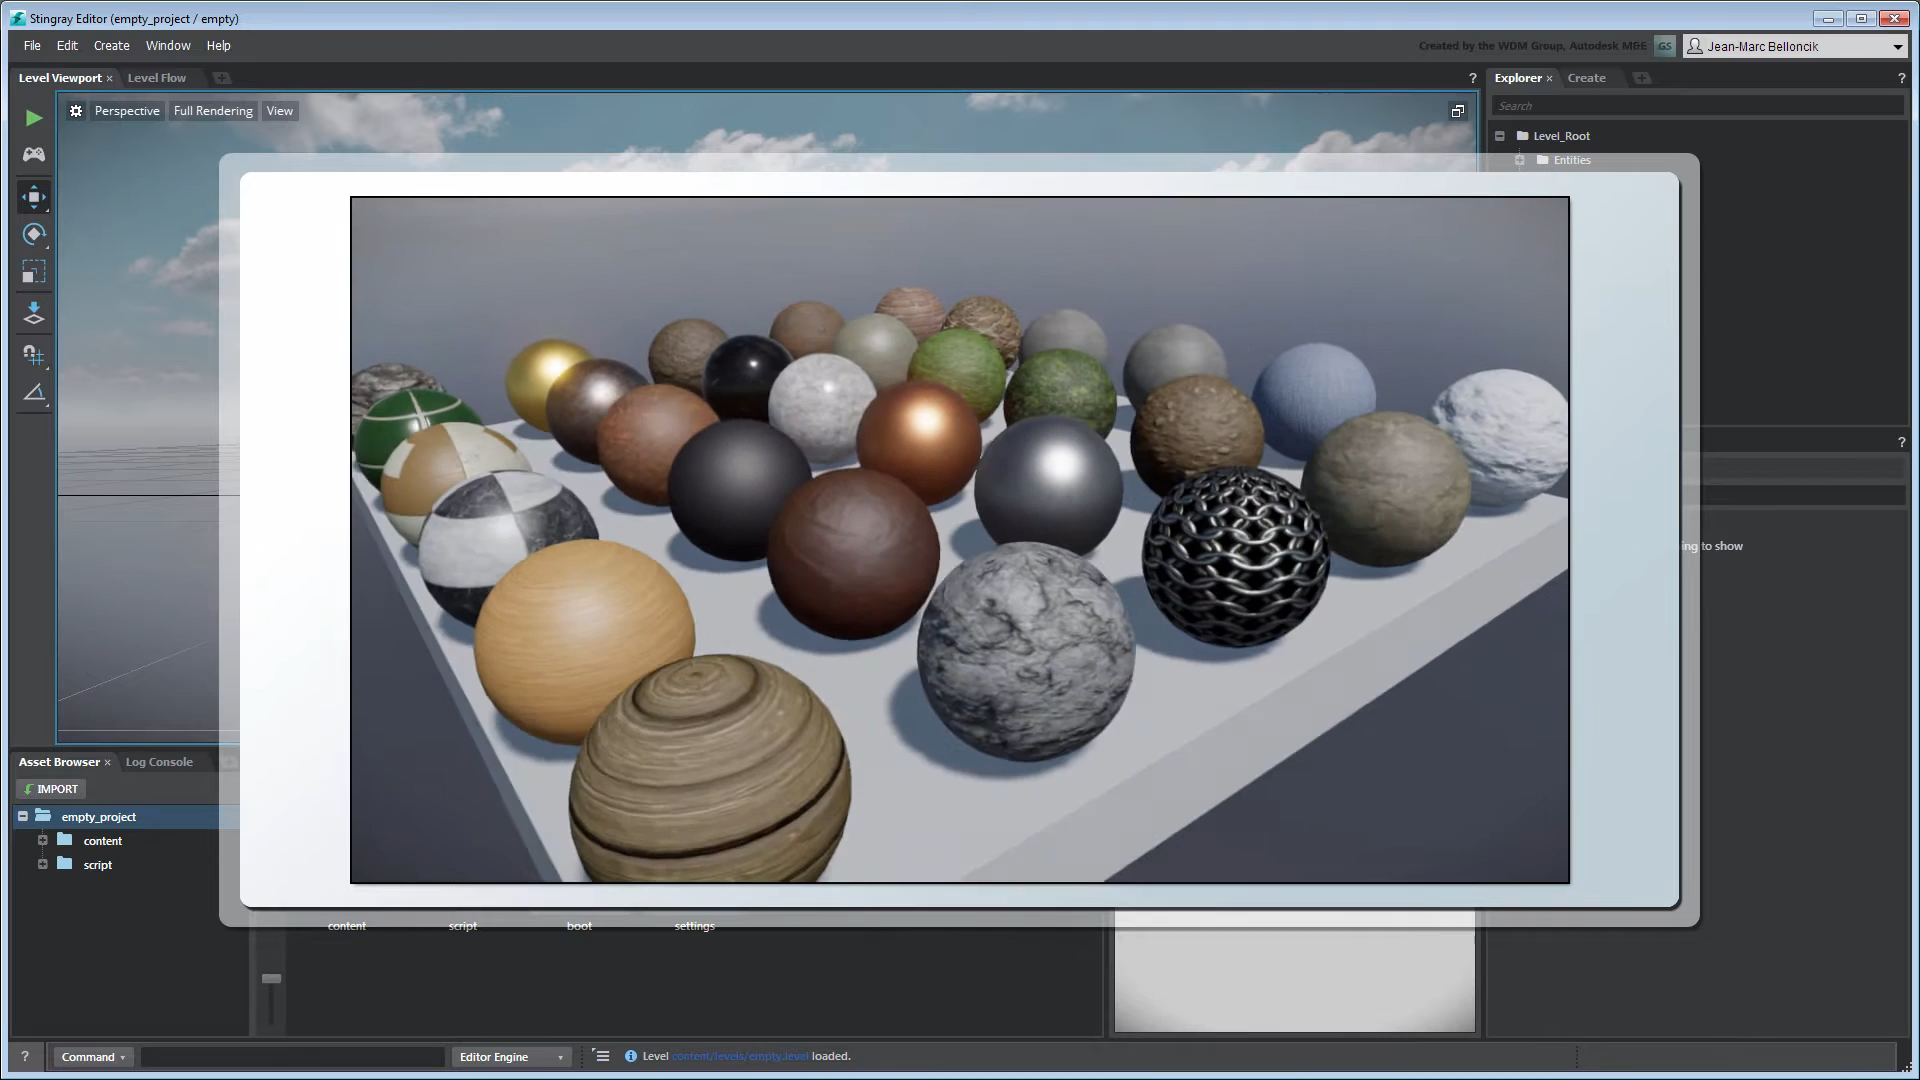 Stingray Editor (empty_project / empty)
File Edit Create Window Help
Created by the WDM Group, Autodesk M&E GS Jean-Marc Belloncik
Level Viewport × Level Flow
?
Explorer × Create
?
Perspective Full Rendering View
Search
Level_Root
Entities
?
ing to show
Asset Browser × Log Console
IMPORT
empty_project
content
script
content script boot settings
? Command Editor Engine Level content/levels/empty.level loaded.